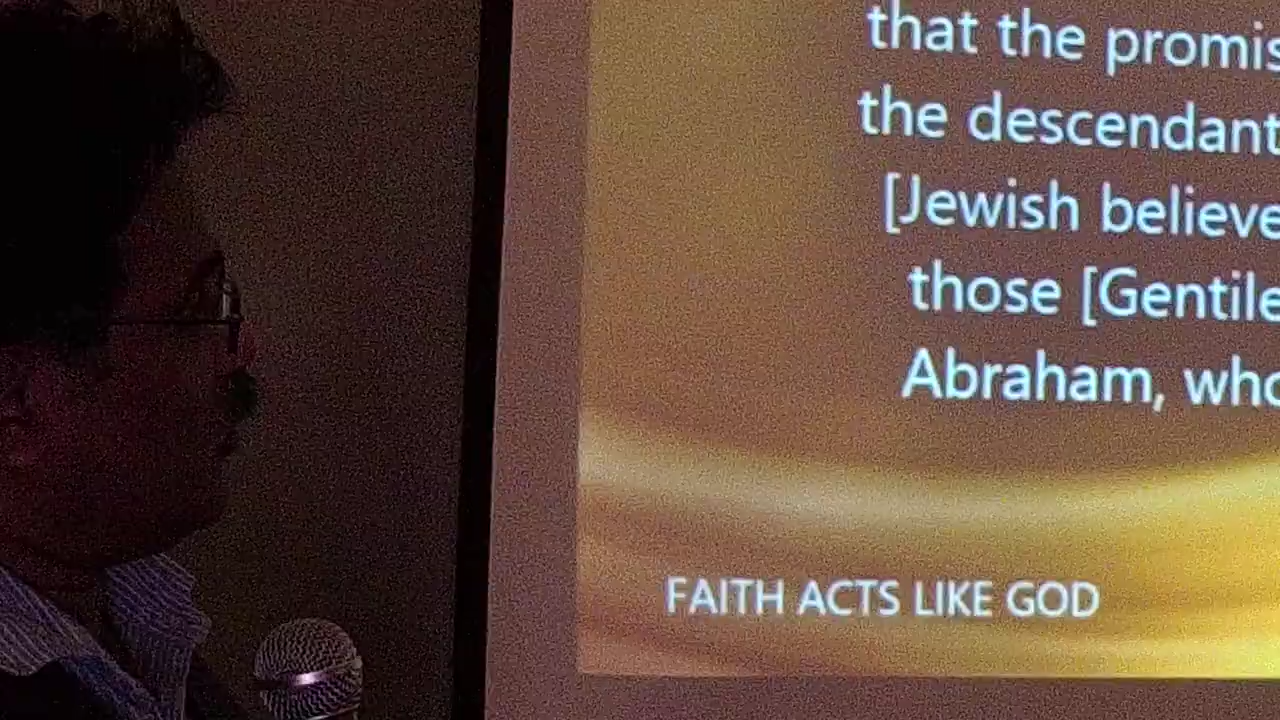 that the promis
the descendant
[Jewish believe
those [Gentile
Abraham, who
FAITH ACTS LIKE GOD